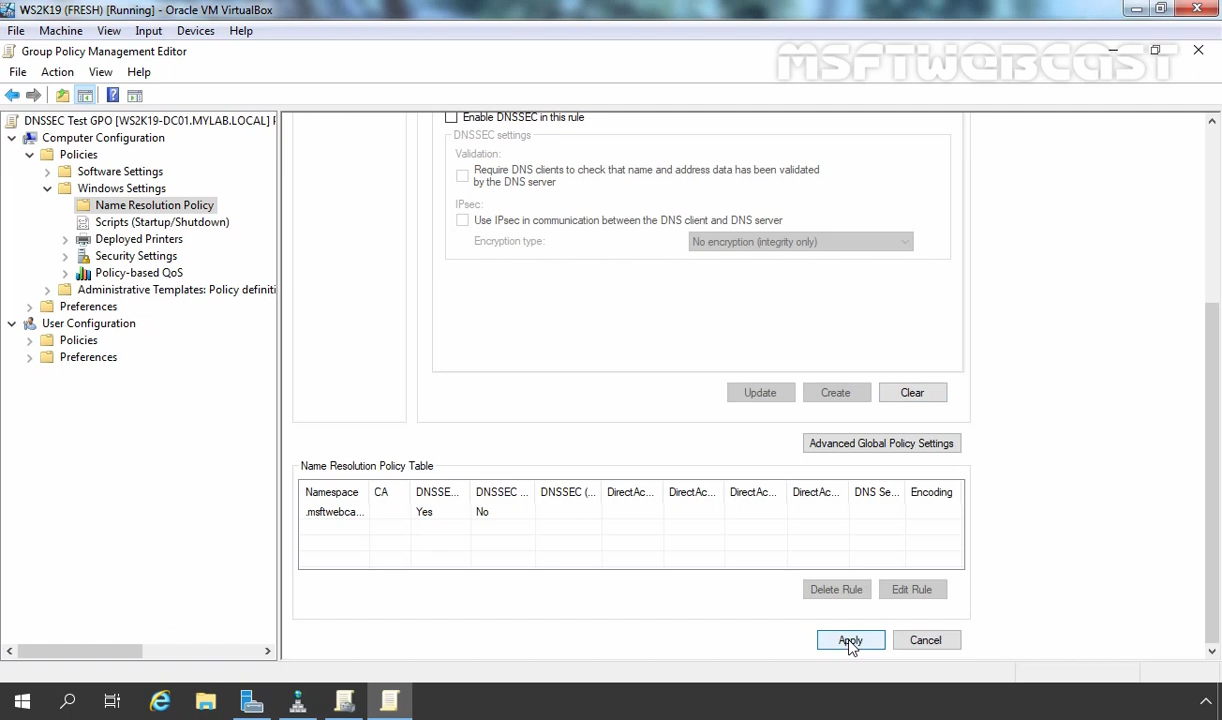 WS2K19 (FRESH) [Running] - Oracle VM VirtualBox
File Machine View Input Devices Help
Group Policy Management Editor
MSFTWEBCAST
File Action View Help
DNSSEC Test GPO [WS2K19-DC01.MYLAB.LOCAL]
Computer Configuration
Policies
Software Settings
Windows Settings
Name Resolution Policy
Scripts (Startup/Shutdown)
Deployed Printers
Security Settings
Policy-based QoS
Administrative Templates: Policy definiti
Preferences
User Configuration
Policies
Preferences
Enable DNSSEC in this rule
DNSSEC settings
Validation:
Require DNS clients to check that name and address data has been validated
by the DNS server
IPsec:
Use IPsec in communication between the DNS client and DNS server
Encryption type: No encryption (integrity only)
Update Create Clear
Advanced Global Policy Settings
Name Resolution Policy Table
Namespace CA DNSSE... DNSSEC ... DNSSEC (... DirectAc... DirectAc... DirectAc... DirectAc... DNS Se... Encoding
.msftwebca... Yes No
Delete Rule Edit Rule
Apply Cancel